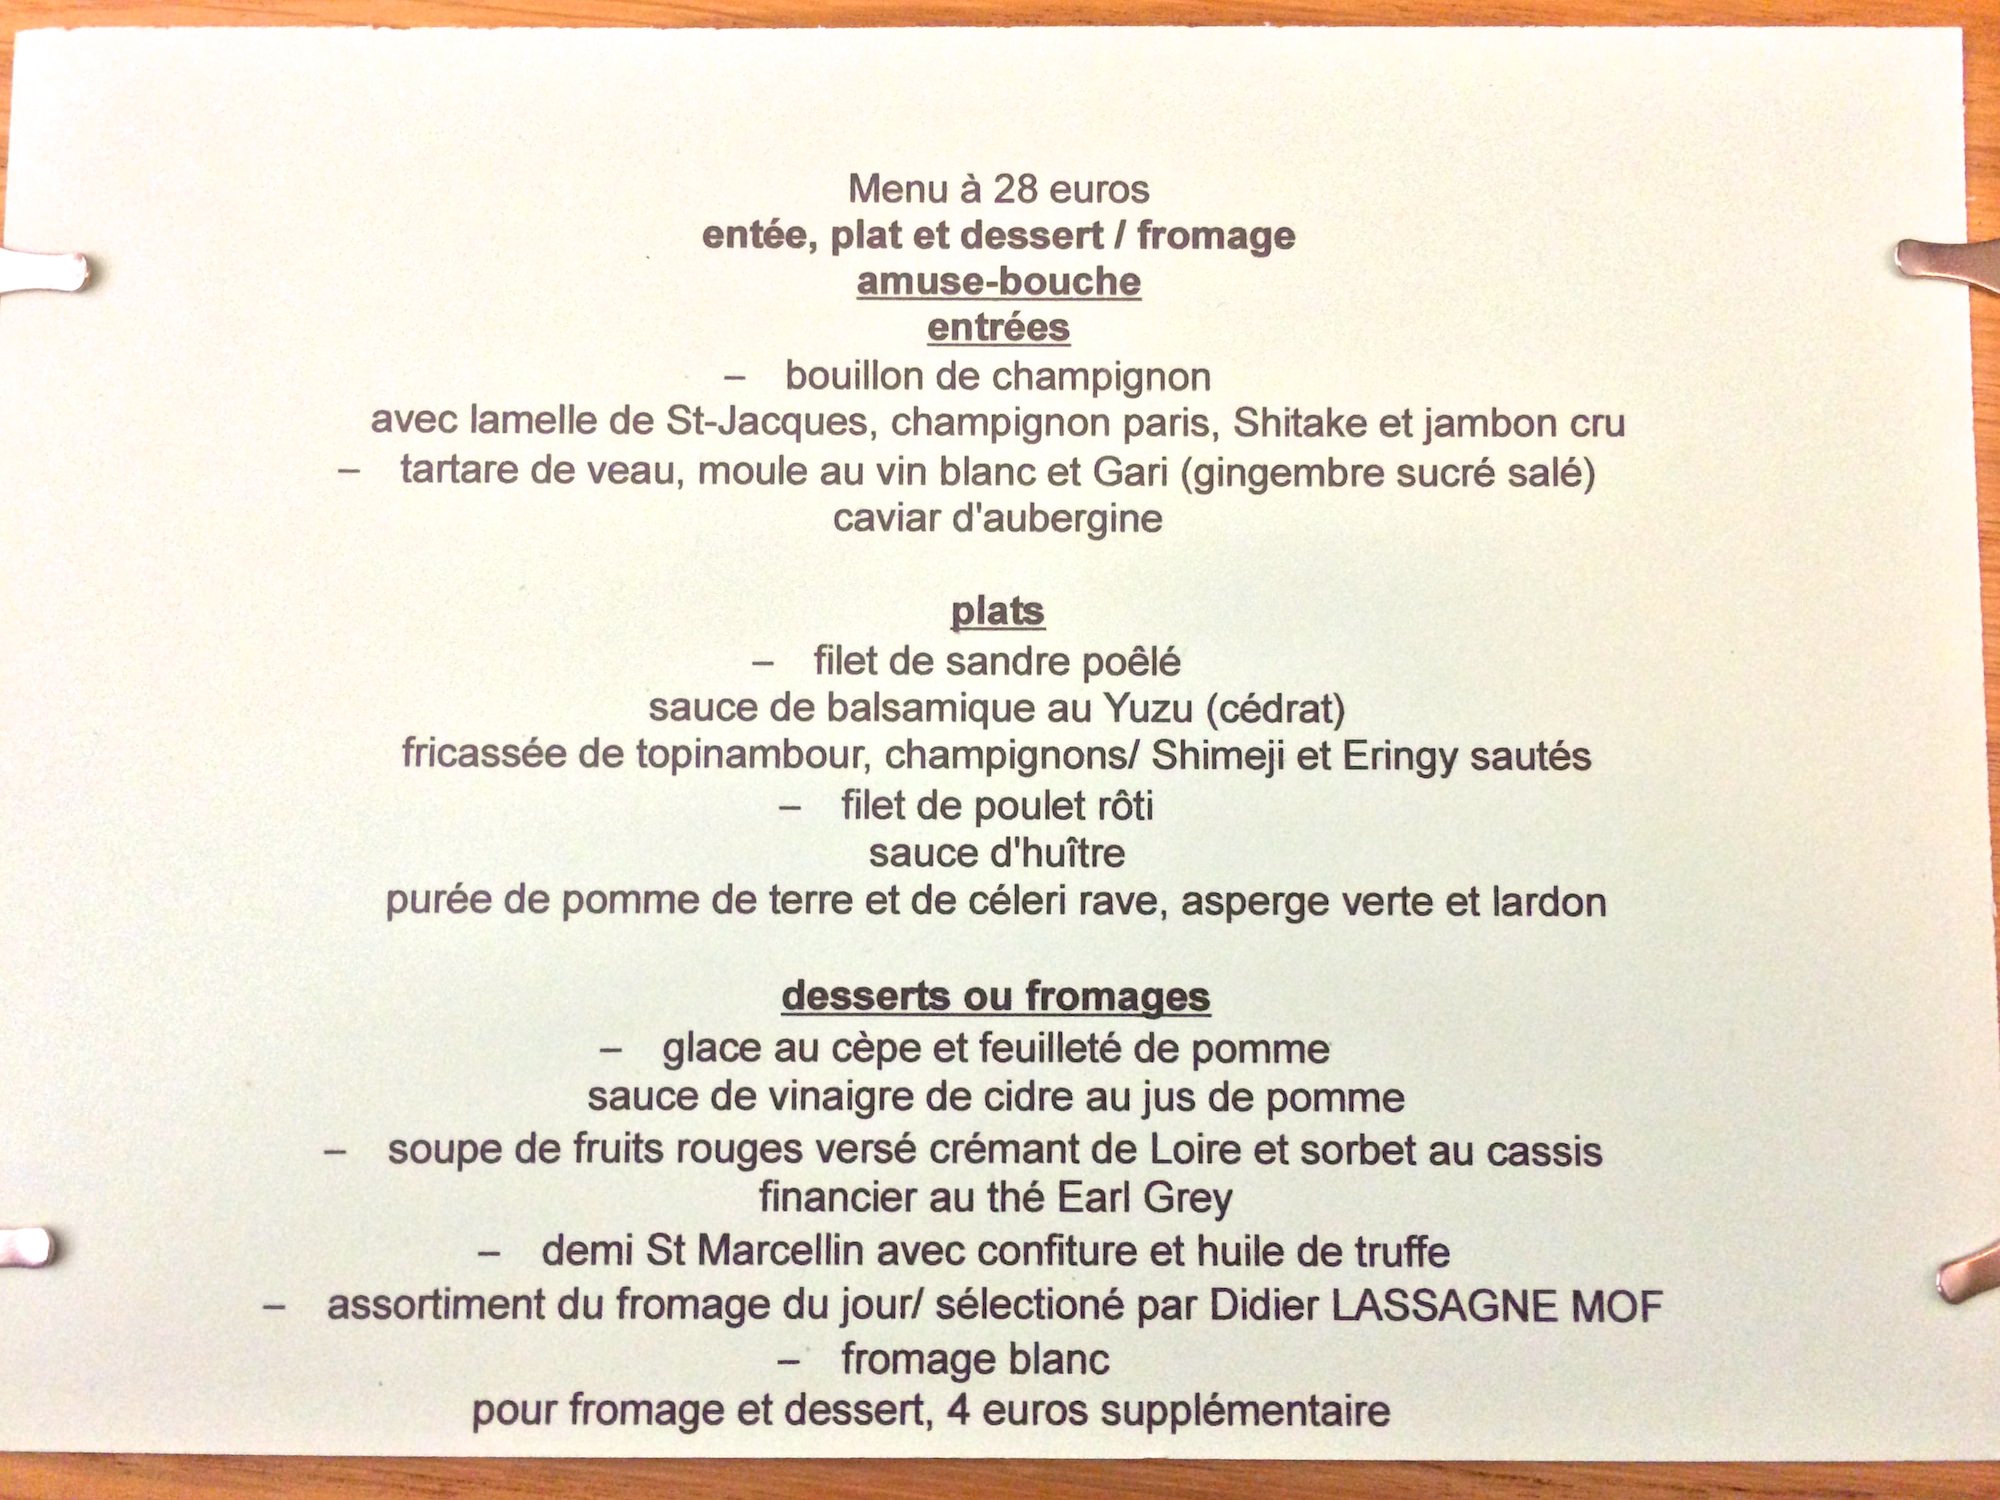 Menu à 28 euros
entée, plat et dessert / fromage
amuse-bouche
entrées
– bouillon de champignon
avec lamelle de St-Jacques, champignon paris, Shitake et jambon cru
– tartare de veau, moule au vin blanc et Gari (gingembre sucré salé)
caviar d'aubergine
plats
– filet de sandre poêlé
sauce de balsamique au Yuzu (cédrat)
fricassée de topinambour, champignons/ Shimeji et Eringy sautés
– filet de poulet rôti
sauce d'huître
purée de pomme de terre et de céleri rave, asperge verte et lardon
desserts ou fromages
– glace au cèpe et feuilleté de pomme
sauce de vinaigre de cidre au jus de pomme
– soupe de fruits rouges versé crémant de Loire et sorbet au cassis
financier au thé Earl Grey
– demi St Marcellin avec confiture et huile de truffe
– assortiment du fromage du jour/ sélectioné par Didier LASSAGNE MOF
– fromage blanc
pour fromage et dessert, 4 euros supplémentaire